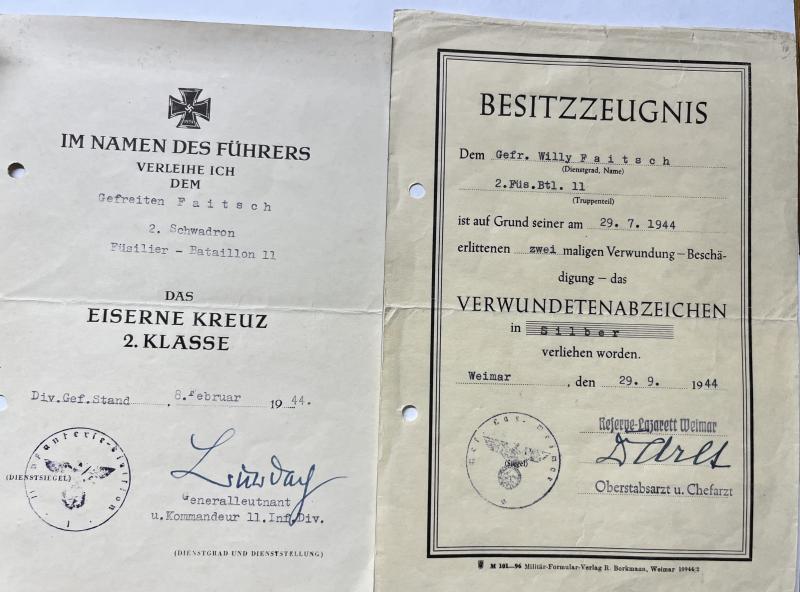 IM NAMEN DES FÜHRERS
VERLEIHE ICH
DEM
Gefreiten Faitsch
2. Schwadron
Füsilier - Bataillon 11
DAS
EISERNE KREUZ
2. KLASSE
Div.Gef.Stand, 8.Februar 1944.
(DIENSTSIEGEL)
Generalleutnant
u.Kommandeur 11.Inf.Div.
(DIENSTGRAD UND DIENSTSTELLUNG)
BESITZZEUGNIS
Dem Gefr. Willy Faitsch
(Dienstgrad, Name)
2.Füs.Btl. 11
(Truppenteil)
ist auf Grund seiner am 29. 7. 1944
erlittenen zwei maligen Verwundung – Beschä-
digung – das
VERWUNDETENABZEICHEN
in Silber
verliehen worden.
Weimar, den 29. 9. 1944
(Siegel)
Reserve-Lazarett Weimar
Oberstabsarzt u. Chefarzt
M 101—96 Militär-Formular-Verlag R. Borkmann, Weimar